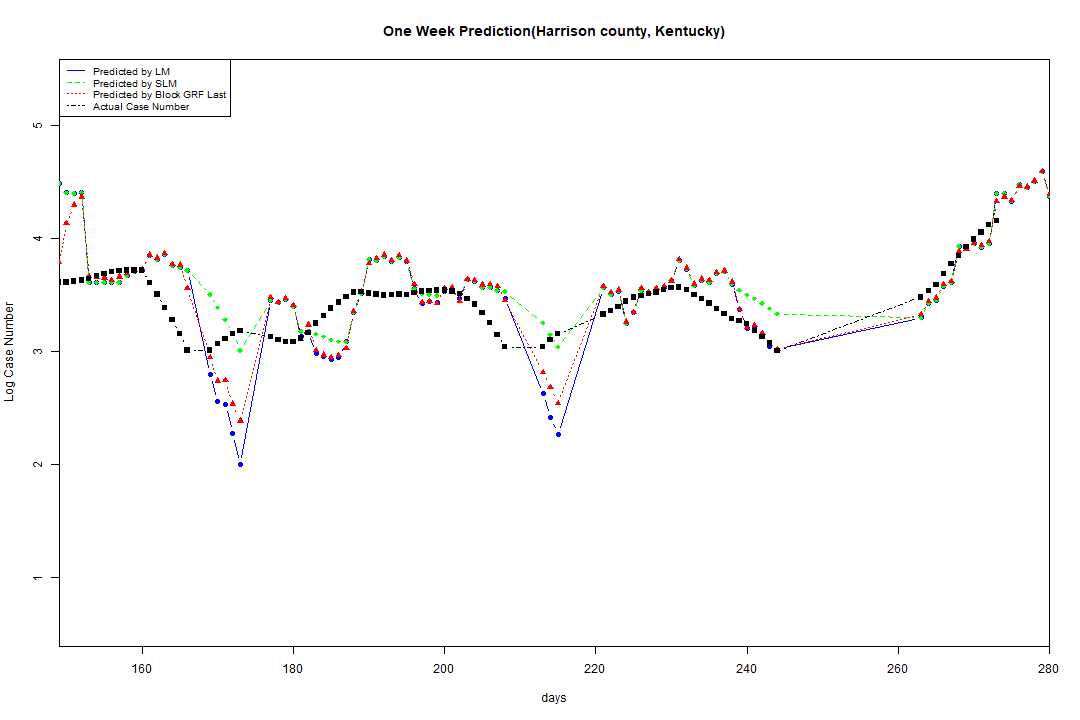 One Week Prediction(Harrison county, Kentucky)
Predicted by LM
Predicted by SLM
Predicted by Block GRF Last
Actual Case Number
5
4
3
2
1
Log Case Number
160 180 200 220 240 260 280
days